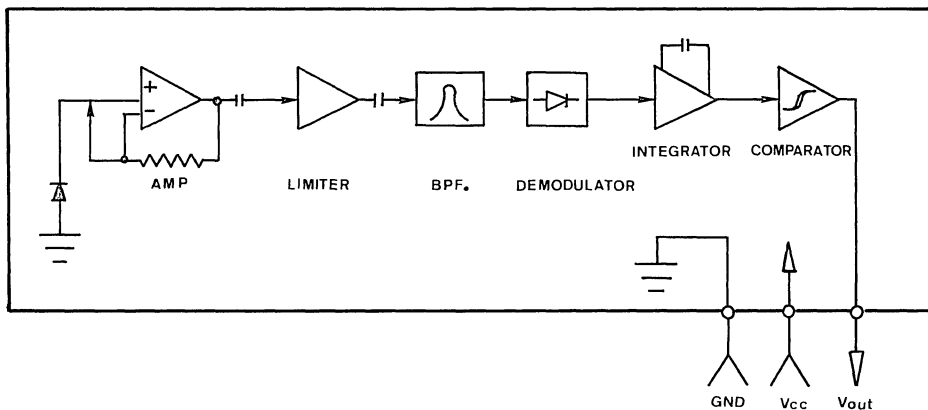 +
−
AMP
LIMITER
BPF.
DEMODULATOR
INTEGRATOR
COMPARATOR
GND
Vcc
Vout